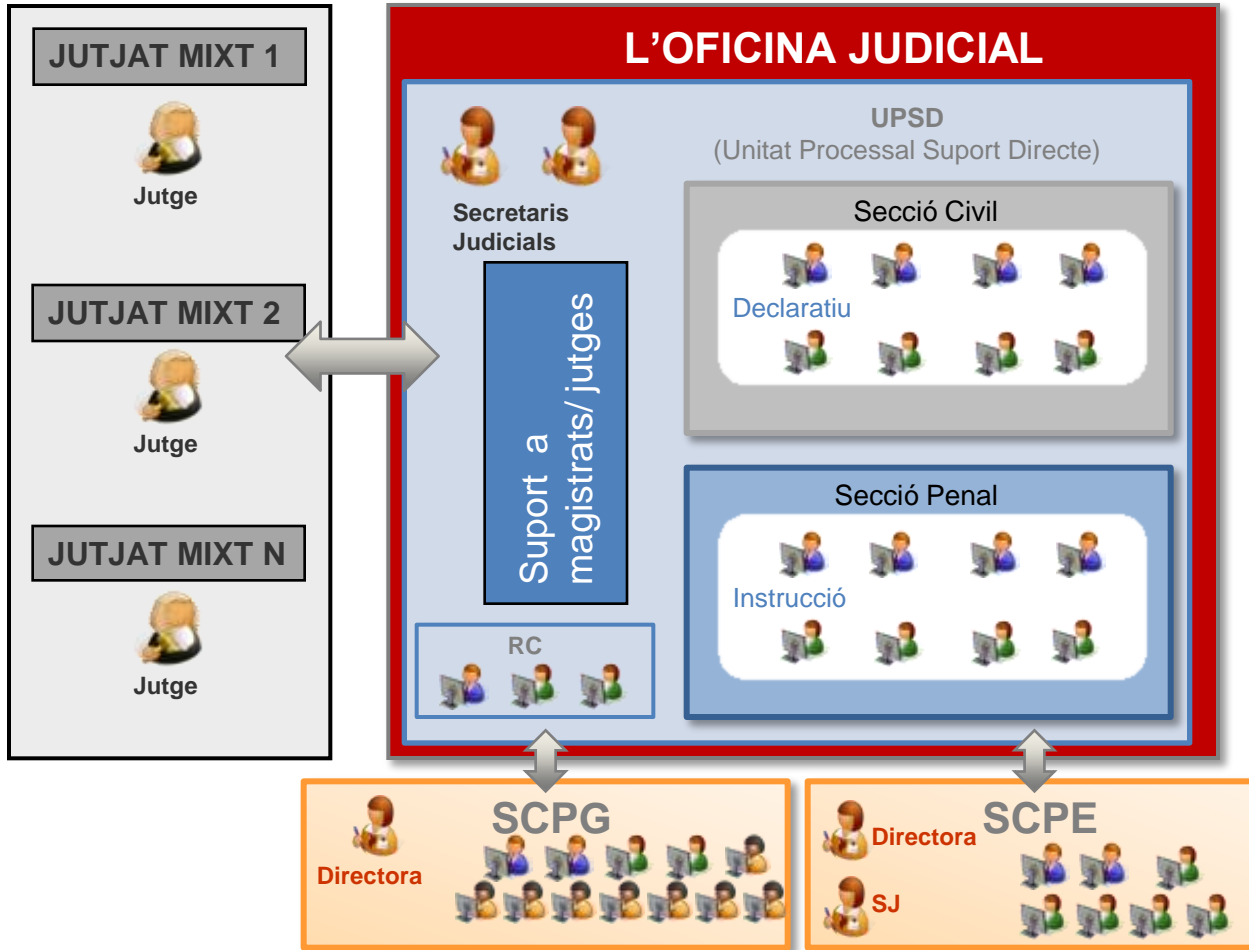 JUTJAT MIXT 1
Jutge
JUTJAT MIXT 2
Jutge
JUTJAT MIXT N
Jutge
L’OFICINA JUDICIAL
Secretaris
Judicials
UPSD
(Unitat Processal Suport Directe)
Suport a
magistrats/ jutges
Secció Civil
Declaratiu
Secció Penal
Instrucció
RC
SCPG
Directora
SCPE
Directora
SJ